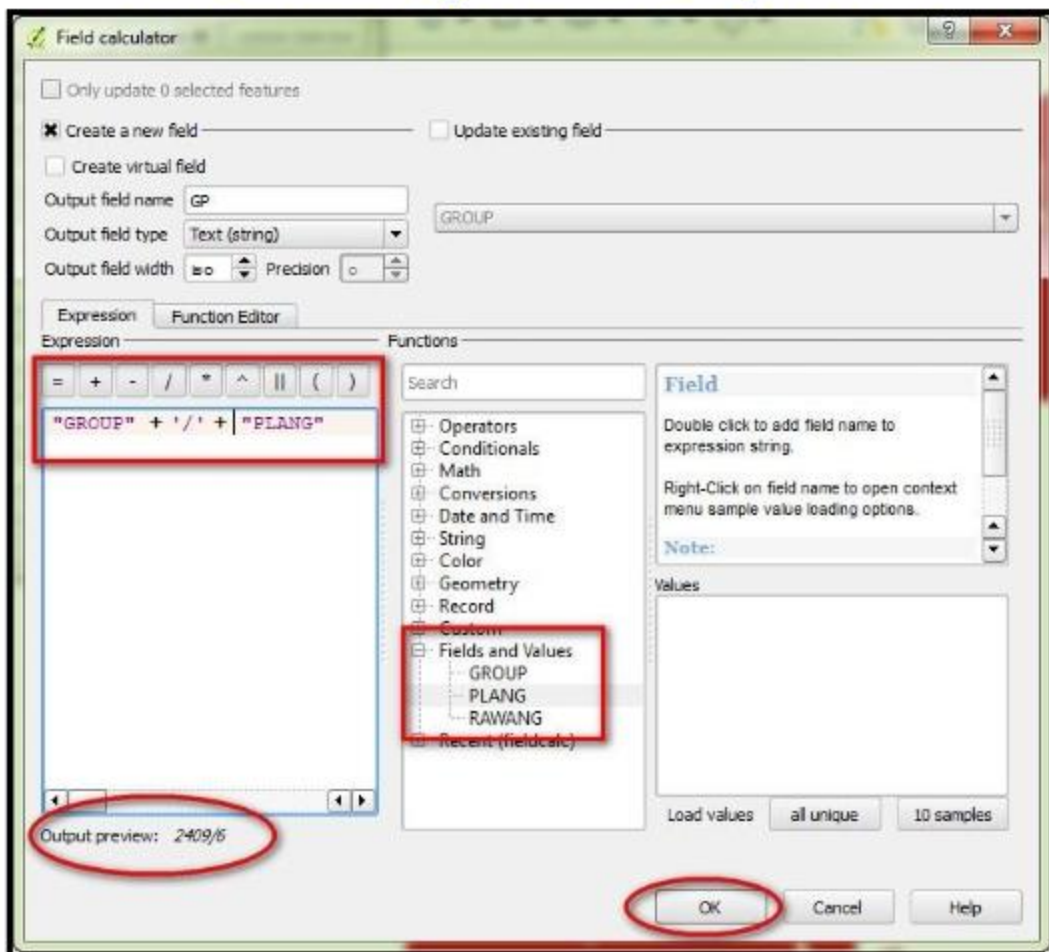 Field calculator
Only update 0 selected features
Create a new field
Update existing field
Create virtual field
Output field name GP
GROUP
Output field type Text (string)
Output field width Precision
Expression Function Editor
Expression
Functions
= + - / * ^ || ( )
"GROUP" + '/' + "PLANG"
Search
Operators
Conditionals
Math
Conversions
Date and Time
String
Color
Geometry
Record
Custom
Fields and Values
GROUP
PLANG
RAWANG
Recent (fieldcalc)
Field
Double click to add field name to
expression string.
Right-Click on field name to open context
menu sample value loading options.
Note:
Values
Load values all unique 10 samples
Output preview: 2409/6
OK Cancel Help